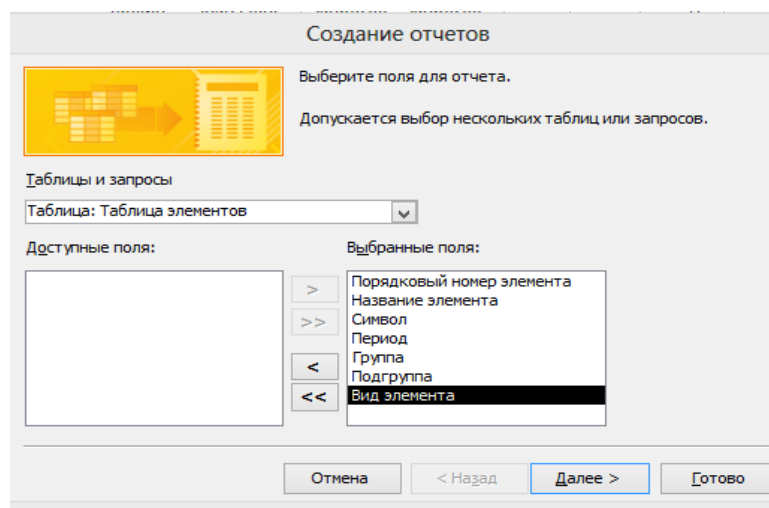 Создание отчетов
Выберите поля для отчета.
Допускается выбор нескольких таблиц или запросов.
Таблицы и запросы
Таблица: Таблица элементов
Доступные поля:
Выбранные поля:
Порядковый номер элемента
Название элемента
Символ
Период
Группа
Подгруппа
Вид элемента
>
>>
<
<<
Отмена
< Назад
Далее >
Готово